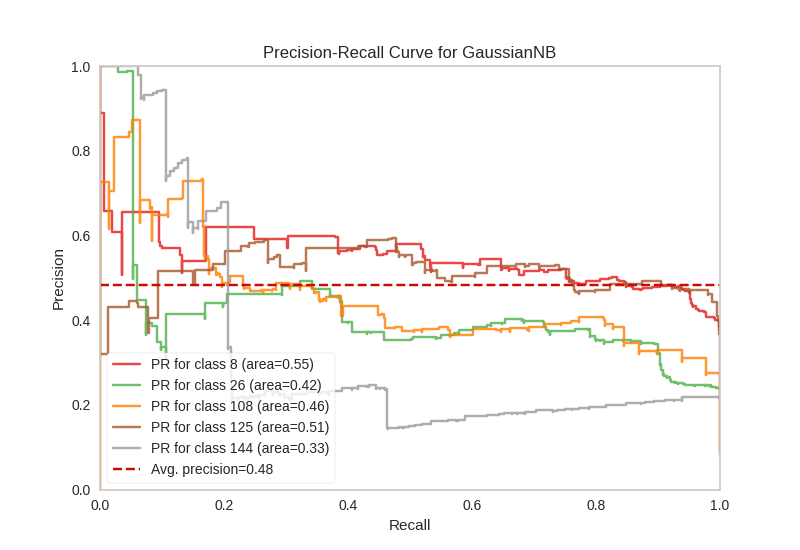 Precision-Recall Curve for GaussianNB
1.0
0.8
0.6
0.4
0.2
0.0
Precision
PR for class 8 (area=0.55)
PR for class 26 (area=0.42)
PR for class 108 (area=0.46)
PR for class 125 (area=0.51)
PR for class 144 (area=0.33)
Avg. precision=0.48
0.0 0.2 0.4 0.6 0.8 1.0
Recall